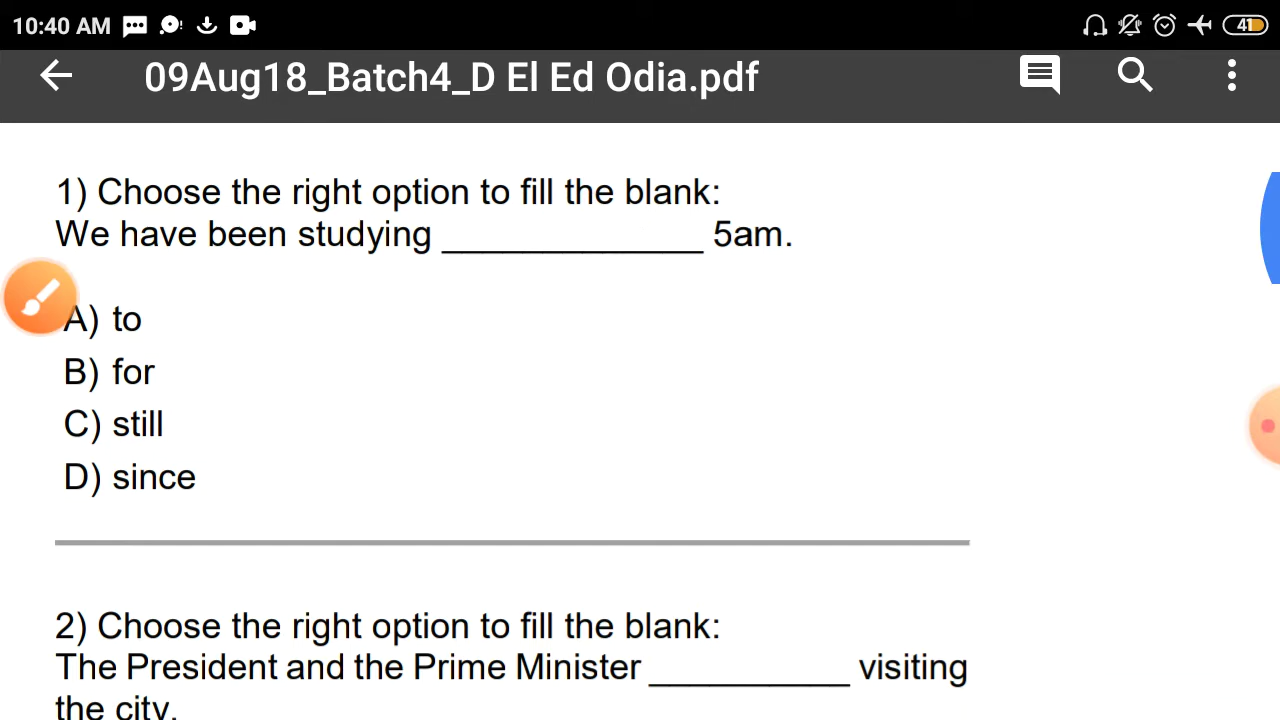 10:40 AM
41
09Aug18_Batch4_D El Ed Odia.pdf
1) Choose the right option to fill the blank:
We have been studying _____________ 5am.
A) to
B) for
C) still
D) since
2) Choose the right option to fill the blank:
The President and the Prime Minister __________ visiting
the city.